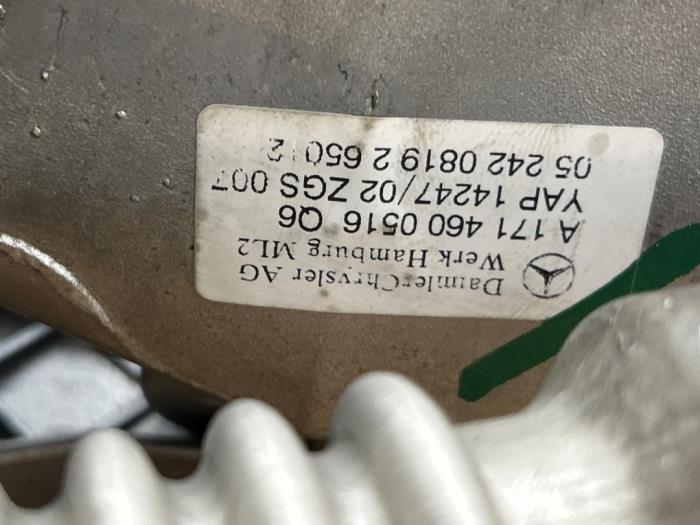 DaimlerChrysler AG
Werk Hamburg ML2
A 171 460 0516 Q6
YAP 14247/02 ZGS 007
05 242 0819 2 650 2